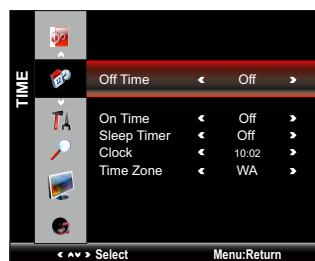 TIME
Off Time < Off >
On Time < Off >
Sleep Timer < Off >
Clock < 10:02 >
Time Zone < WA >
Select Menu:Return